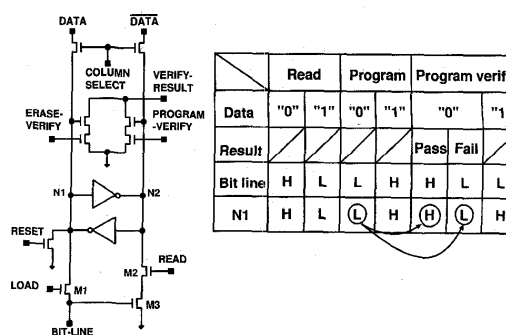 DATA DATA
COLUMN SELECT
VERIFY-RESULT
ERASE-VERIFY
PROGRAM-VERIFY
N1 N2
RESET
READ
M2
LOAD M1
M3
BIT-LINE
Read Program Program verif
Data "0" "1" "0" "1" "0" "1
Result Pass Fail
Bit line H L L H H L L
N1 H L L H H L H